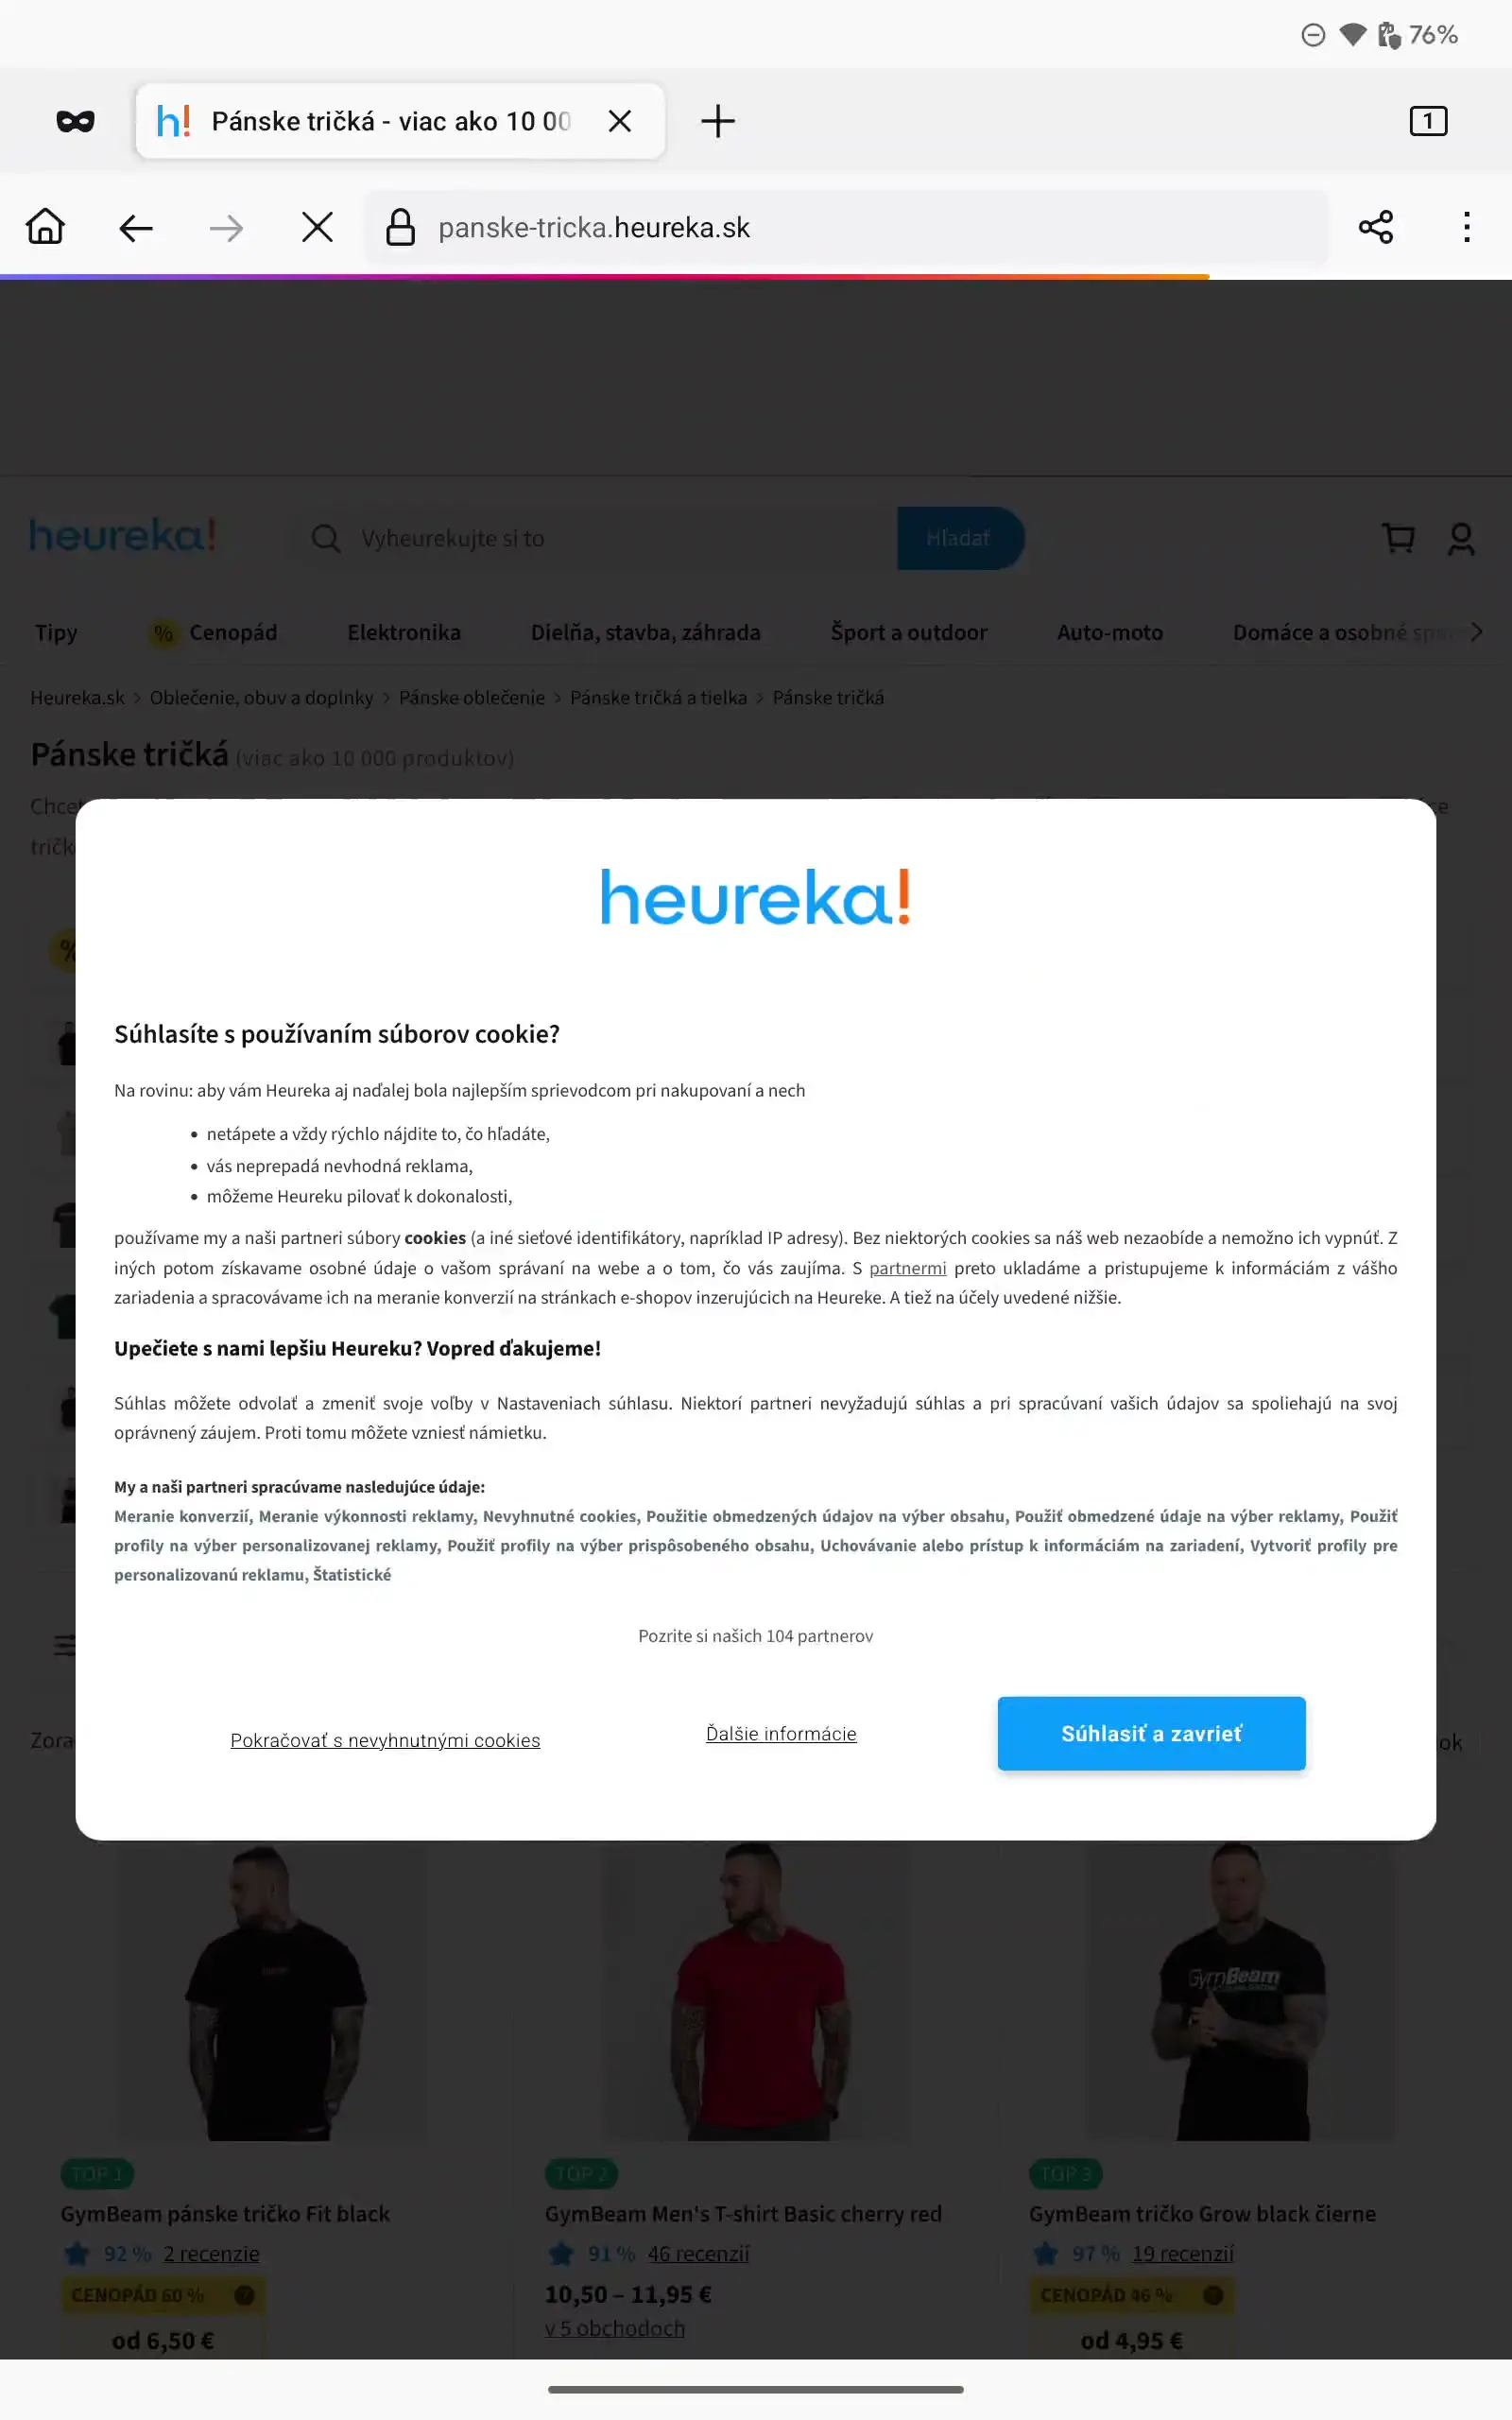 76%
h! Pánske tričká - viac ako 10 00
1
panske-tricka.heureka.sk
heureka! Vyheurekujte si to Hľadať
Tipy % Cenopád Elektronika Dielňa, stavba, záhrada Šport a outdoor Auto-moto Domáce a osobné
Heureka.sk > Oblečenie, obuv a doplnky > Pánske oblečenie > Pánske tričká a tielka > Pánske tričká
Pánske tričká (viac ako 10 000 produktov)
heureka!
Súhlasíte s používaním súborov cookie?
Na rovinu: aby vám Heureka aj naďalej bola najlepším sprievodcom pri nakupovaní a nech
• netápete a vždy rýchlo nájdite to, čo hľadáte,
• vás neprepadá nevhodná reklama,
• môžeme Heureku pilovať k dokonalosti,
používame my a naši partneri súbory cookies (a iné sieťové identifikátory, napríklad IP adresy). Bez niektorých cookies sa náš web nezaobíde a nemožno ich vypnúť. Z
iných potom získavame osobné údaje o vašom správaní na webe a o tom, čo vás zaujíma. S partnermi preto ukladáme a pristupujeme k informáciám z vášho
zariadenia a spracovávame ich na meranie konverzií na stránkach e-shopov inzerujúcich na Heureke. A tiež na účely uvedené nižšie.
Upečiete s nami lepšiu Heureku? Vopred ďakujeme!
Súhlas môžete odvolať a zmeniť svoje voľby v Nastaveniach súhlasu. Niektorí partneri nevyžadujú súhlas a pri spracúvaní vašich údajov sa spoliehajú na svoj
oprávnený záujem. Proti tomu môžete vzniesť námietku.
My a naši partneri spracúvame nasledujúce údaje:
Meranie konverzií, Meranie výkonnosti reklamy, Nevyhnutné cookies, Použitie obmedzených údajov na výber obsahu, Použiť obmedzené údaje na výber reklamy, Použiť
profily na výber personalizovanej reklamy, Použiť profily na výber prispôsobeného obsahu, Uchovávanie alebo prístup k informáciám na zariadení, Vytvoriť profily pre
personalizovanú reklamu, Štatistické
Pozrite si našich 104 partnerov
Pokračovať s nevyhnutnými cookies Ďalšie informácie Súhlasiť a zavrieť
GymBeam
TOP 1 TOP 2 TOP 3
GymBeam pánske tričko Fit black GymBeam Men's T-shirt Basic cherry red GymBeam tričko Grow black čierne
92 % 2 recenzie 91 % 46 recenzií 97 % 19 recenzií
CENOPÁD 60 % 10,50 – 11,95 € CENOPÁD 46 %
od 6,50 € v 5 obchodoch od 4,95 €